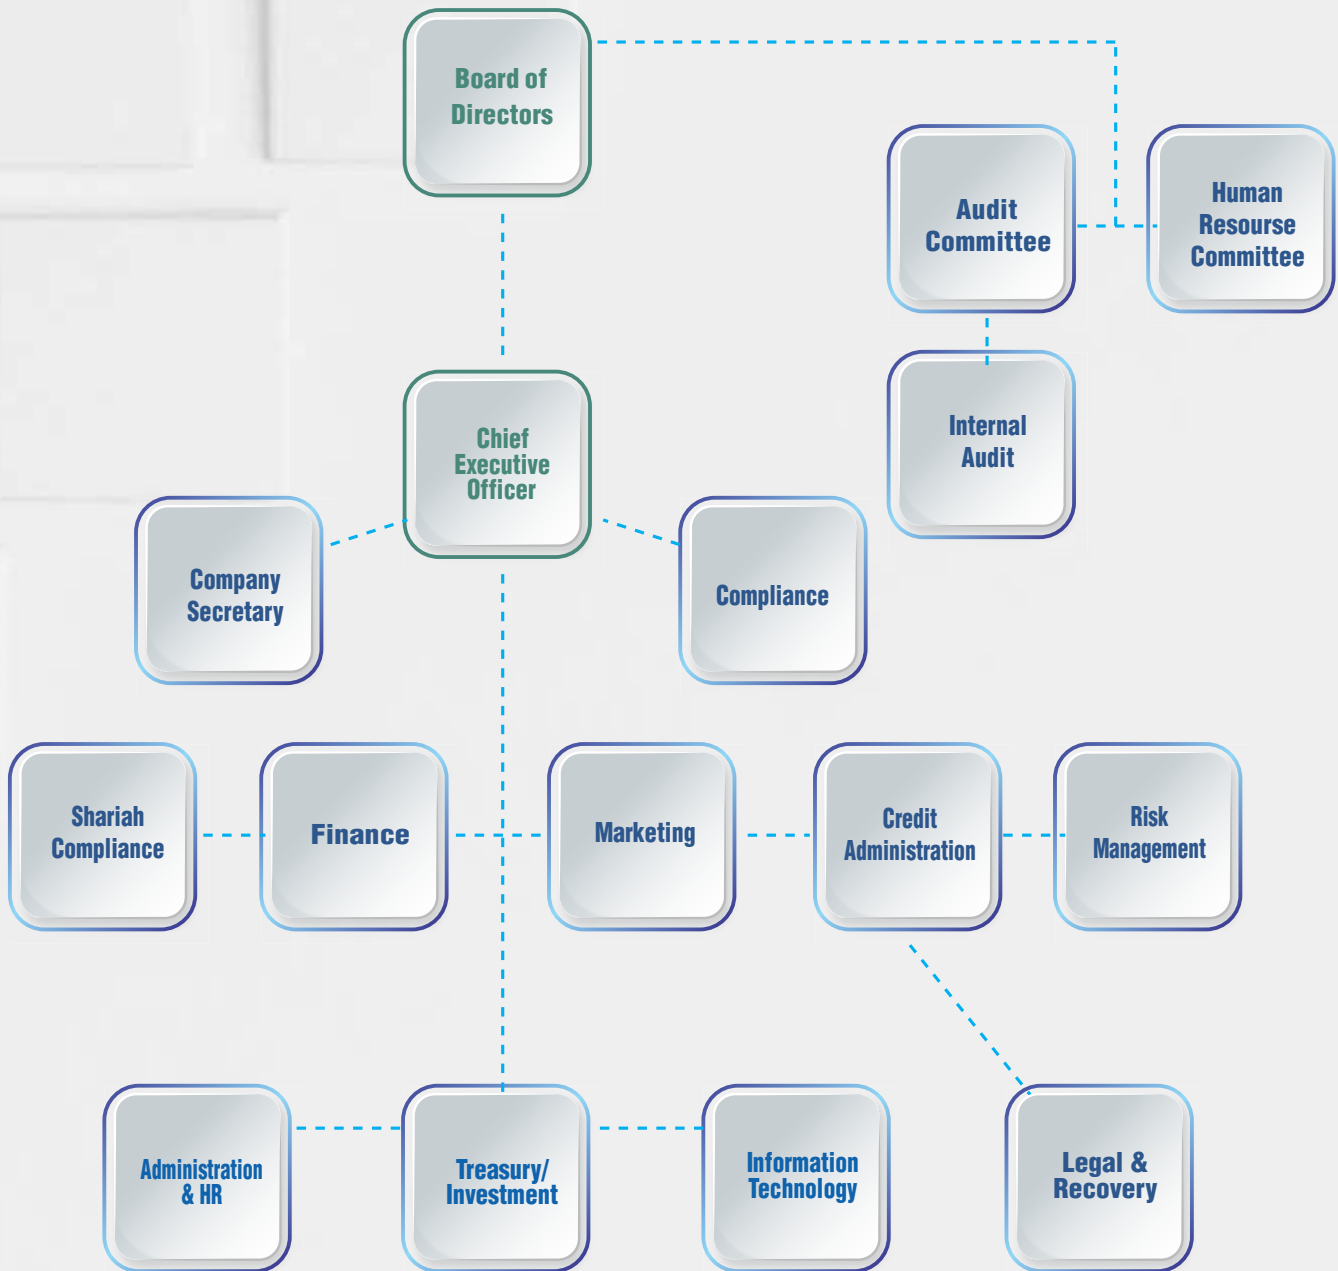 Board of
Directors
Audit
Committee
Human
Resourse
Committee
Chief
Executive
Officer
Internal
Audit
Company
Secretary
Compliance
Shariah
Compliance
Finance
Marketing
Credit
Administration
Risk
Management
Administration
& HR
Treasury/
Investment
Information
Technology
Legal &
Recovery